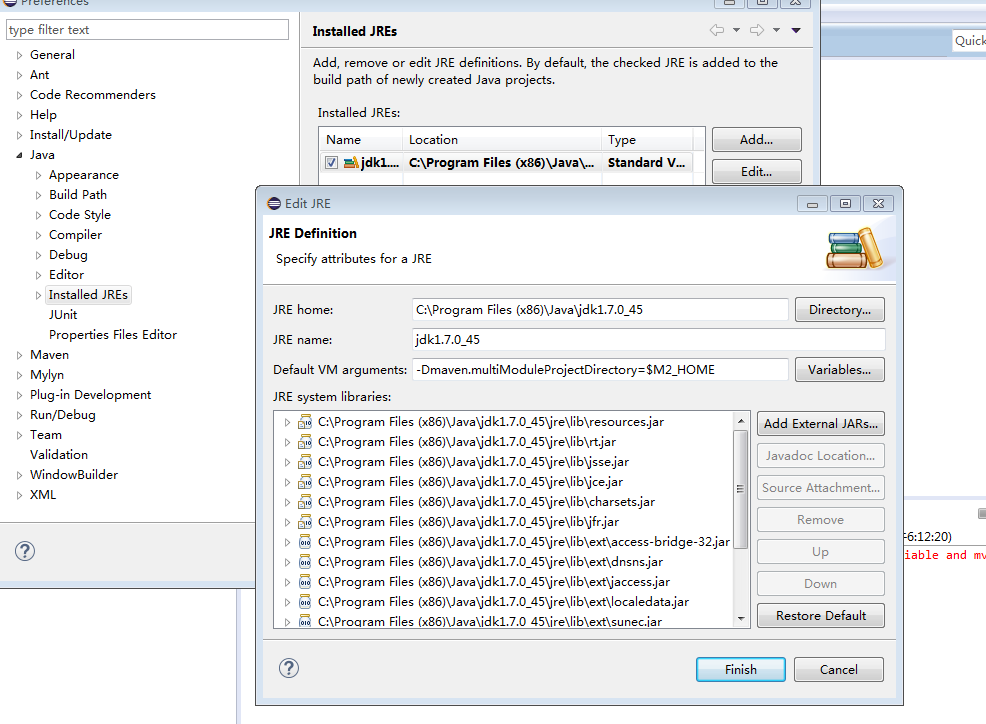 Preferences
type filter text
General
Ant
Code Recommenders
Help
Install/Update
Java
Appearance
Build Path
Code Style
Compiler
Debug
Editor
Installed JREs
JUnit
Properties Files Editor
Maven
Mylyn
Plug-in Development
Run/Debug
Team
Validation
WindowBuilder
XML
Installed JREs
Add, remove or edit JRE definitions. By default, the checked JRE is added to the
build path of newly created Java projects.
Installed JREs:
Name Location Type
jdk1.... C:\Program Files (x86)\Java\... Standard V...
Add...
Edit...
Quick
Edit JRE
JRE Definition
Specify attributes for a JRE
JRE home: C:\Program Files (x86)\Java\jdk1.7.0_45 Directory...
JRE name: jdk1.7.0_45
Default VM arguments: -Dmaven.multiModuleProjectDirectory=$M2_HOME Variables...
JRE system libraries:
C:\Program Files (x86)\Java\jdk1.7.0_45\jre\lib\resources.jar
C:\Program Files (x86)\Java\jdk1.7.0_45\jre\lib\rt.jar
C:\Program Files (x86)\Java\jdk1.7.0_45\jre\lib\jsse.jar
C:\Program Files (x86)\Java\jdk1.7.0_45\jre\lib\jce.jar
C:\Program Files (x86)\Java\jdk1.7.0_45\jre\lib\charsets.jar
C:\Program Files (x86)\Java\jdk1.7.0_45\jre\lib\jfr.jar
C:\Program Files (x86)\Java\jdk1.7.0_45\jre\lib\ext\access-bridge-32.jar
C:\Program Files (x86)\Java\jdk1.7.0_45\jre\lib\ext\dnsns.jar
C:\Program Files (x86)\Java\jdk1.7.0_45\jre\lib\ext\jaccess.jar
C:\Program Files (x86)\Java\jdk1.7.0_45\jre\lib\ext\localedata.jar
C:\Program Files (x86)\Java\jdk1.7.0_45\jre\lib\ext\sunec.jar
Add External JARs...
Javadoc Location...
Source Attachment...
Remove
Up
Down
Restore Default
Finish
Cancel
6:12:20)
iable and mv